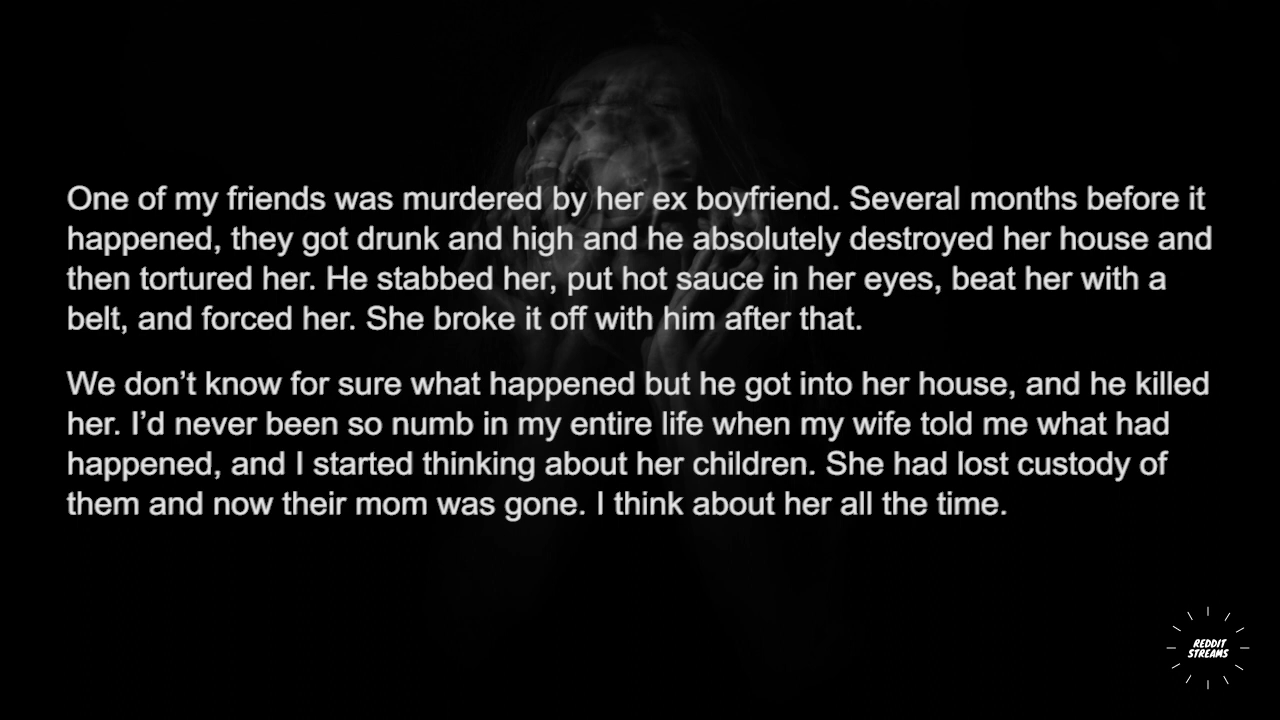 One of my friends was murdered by her ex boyfriend. Several months before it
happened, they got drunk and high and he absolutely destroyed her house and
then tortured her. He stabbed her, put hot sauce in her eyes, beat her with a
belt, and forced her. She broke it off with him after that.
We don’t know for sure what happened but he got into her house, and he killed
her. I’d never been so numb in my entire life when my wife told me what had
happened, and I started thinking about her children. She had lost custody of
them and now their mom was gone. I think about her all the time.
REDDIT
STREAMS